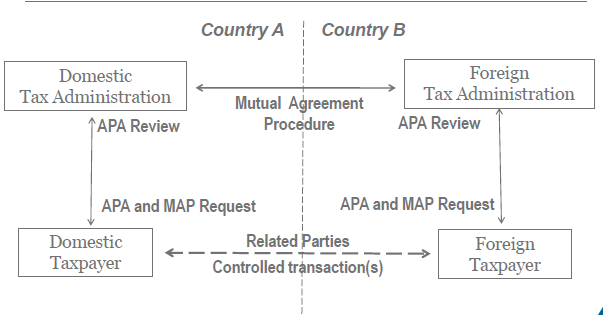 Country A
Country B
Domestic
Tax Administration
Foreign
Tax Administration
Mutual Agreement
Procedure
APA Review
APA Review
APA and MAP Request
APA and MAP Request
Domestic
Taxpayer
Related Parties
Controlled transaction(s)
Foreign
Taxpayer